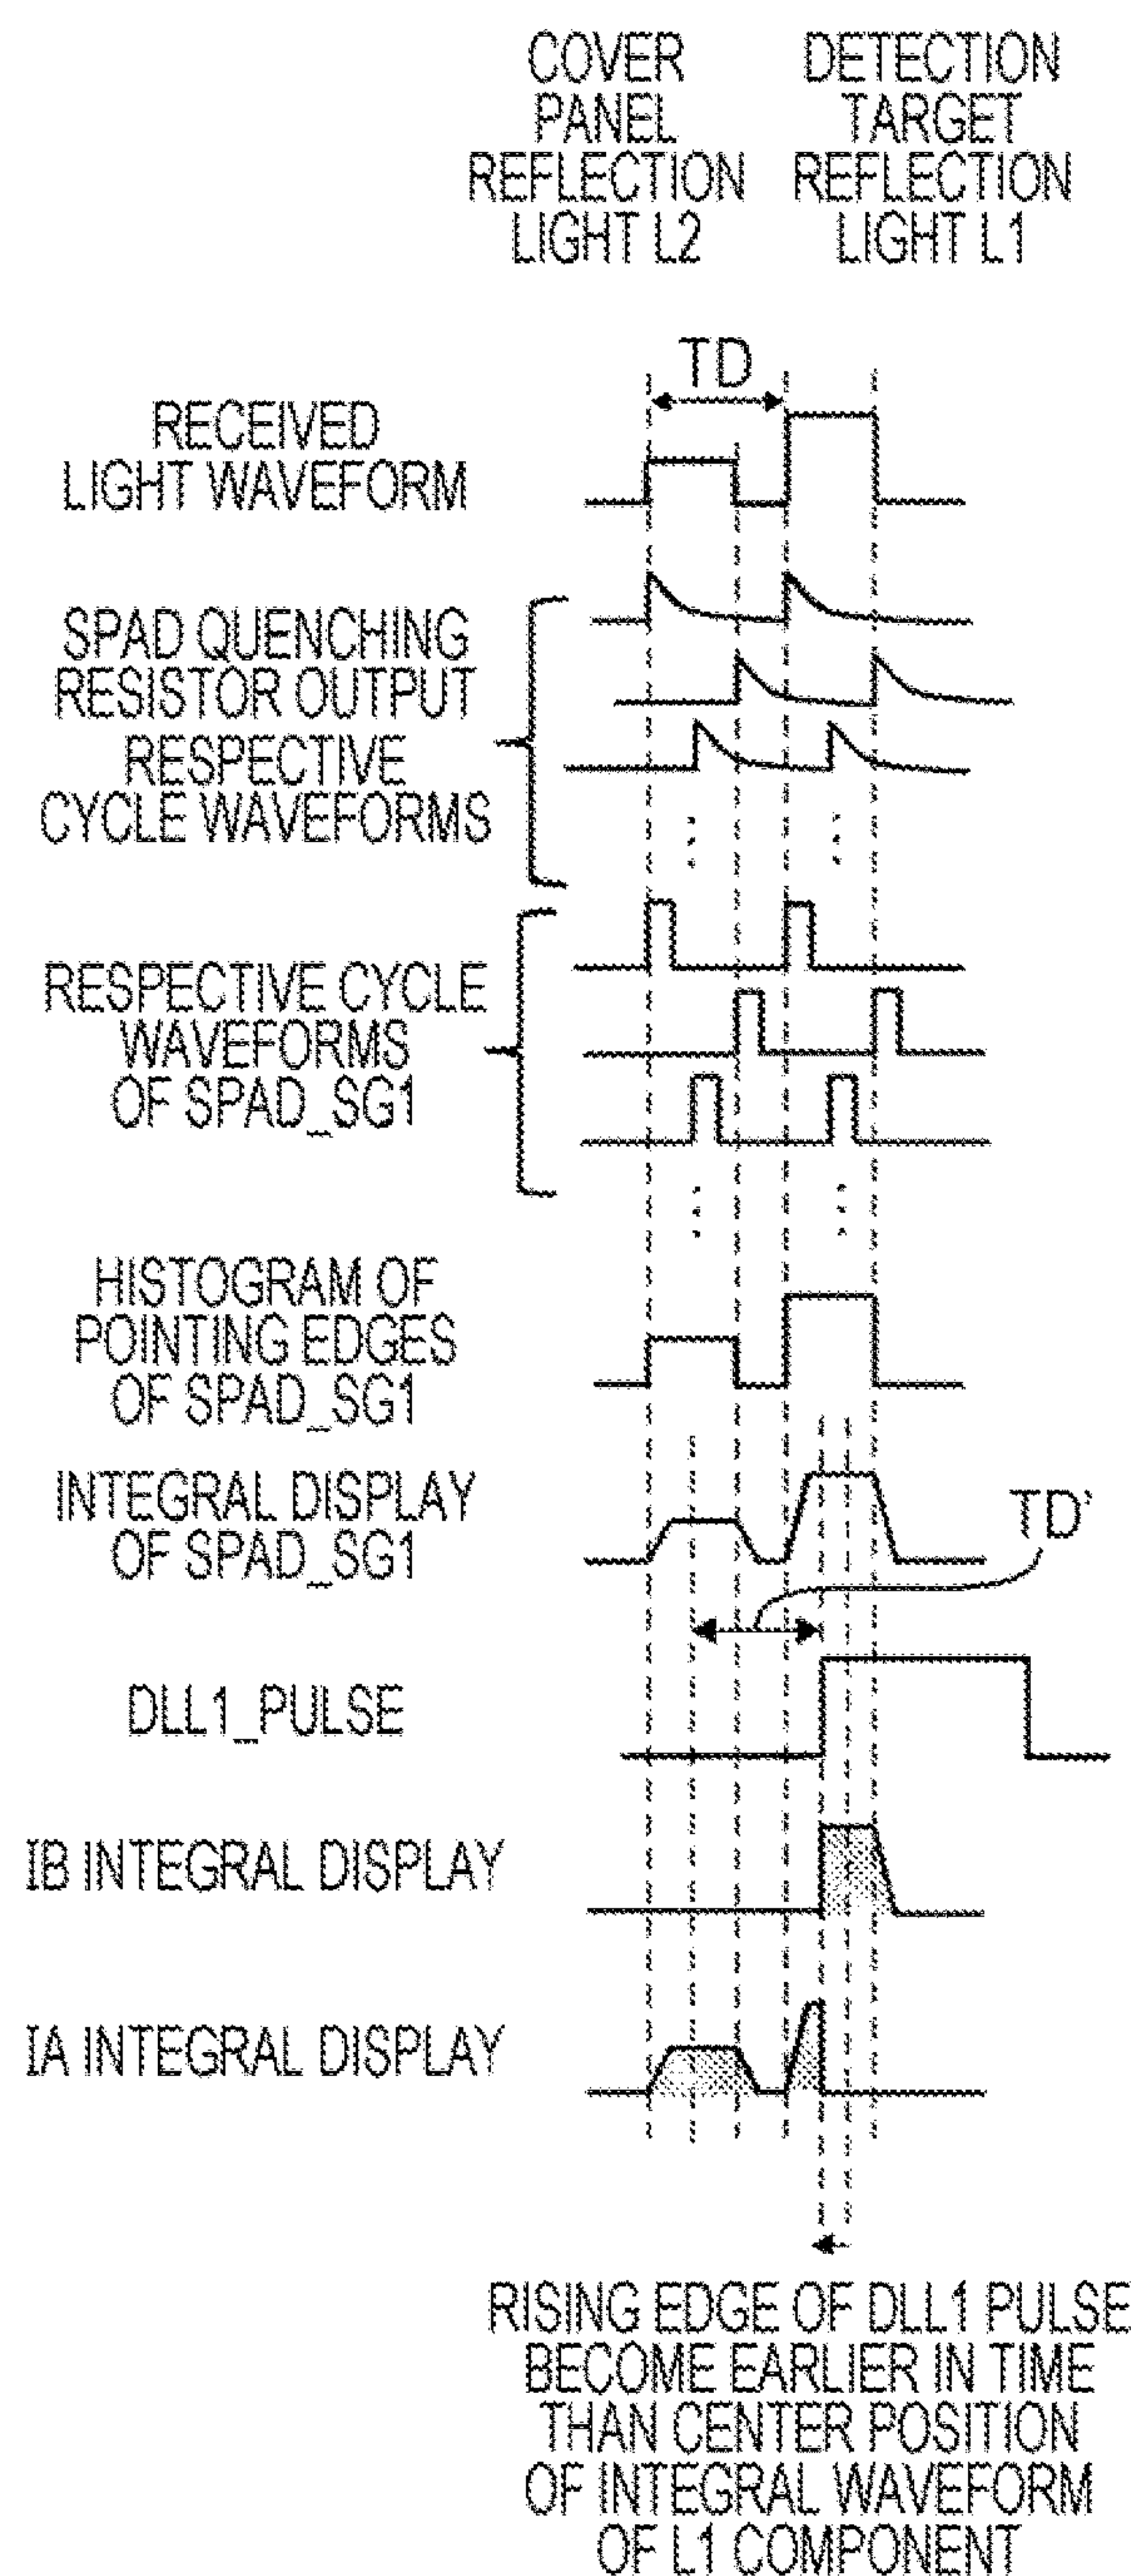 COVER
PANEL
REFLECTION
LIGHT L2
DETECTION
TARGET
REFLECTION
LIGHT L1
TD
RECEIVED
LIGHT WAVEFORM
SPAD QUENCHING
RESISTOR OUTPUT
RESPECTIVE
CYCLE WAVEFORMS
RESPECTIVE CYCLE
WAVEFORMS
OF SPAD_SG1
HISTOGRAM OF
POINTING EDGES
OF SPAD_SG1
INTEGRAL DISPLAY
OF SPAD_SG1
TD'
DLL1_PULSE
IB INTEGRAL DISPLAY
IA INTEGRAL DISPLAY
RISING EDGE OF DLL1 PULSE
BECOME EARLIER IN TIME
THAN CENTER POSITION
OF INTEGRAL WAVEFORM
OF L1 COMPONENT